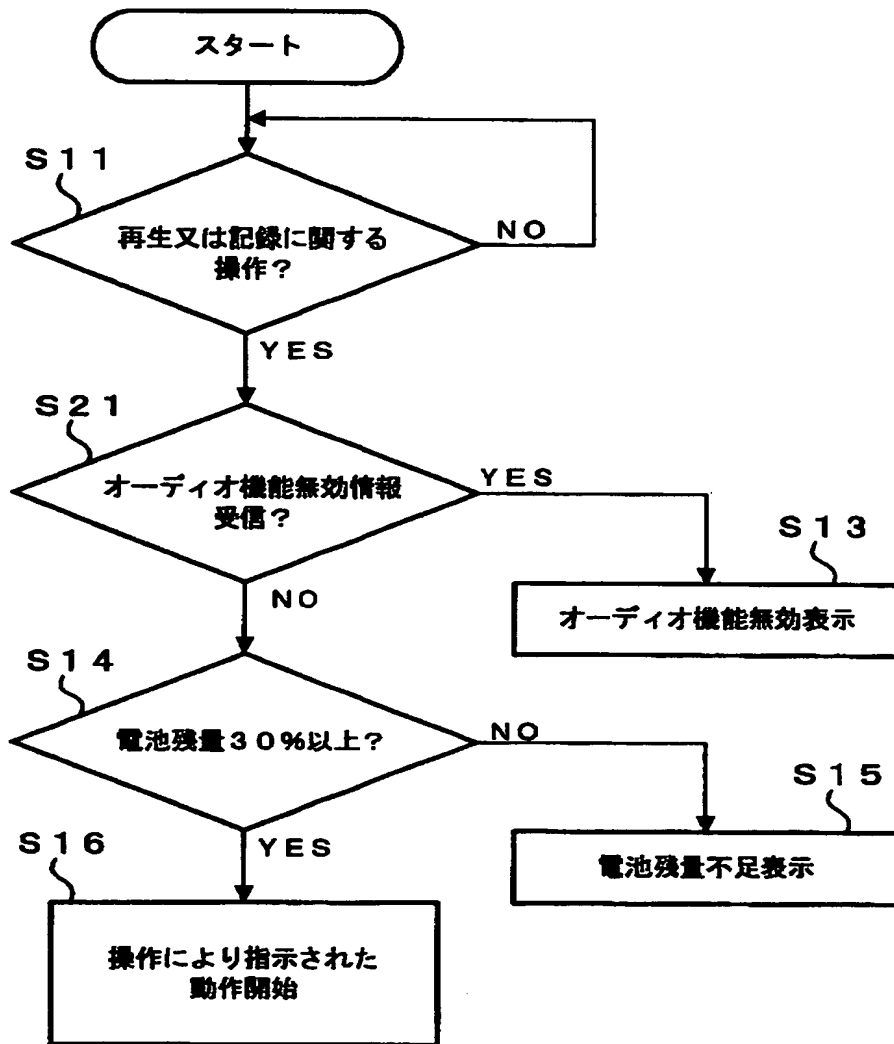 スタート
S11
再生又は記録に関する
操作?
NO
YES
S21
オーディオ機能無効情報
受信?
YES
S13
NO
オーディオ機能無効表示
S14
電池残量30%以上?
NO
S15
S16
YES
電池残量不足表示
操作により指示された
動作開始